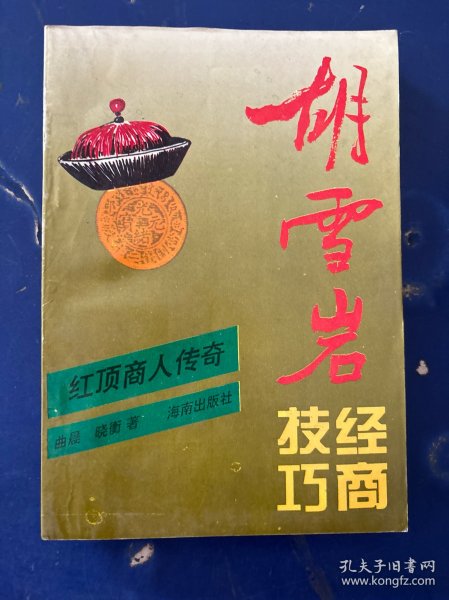 胡雪岩
经商
技巧
红顶商人传奇
曲晨 晓衡 著 海南出版社
孔夫子旧书网
www.kongfz.com